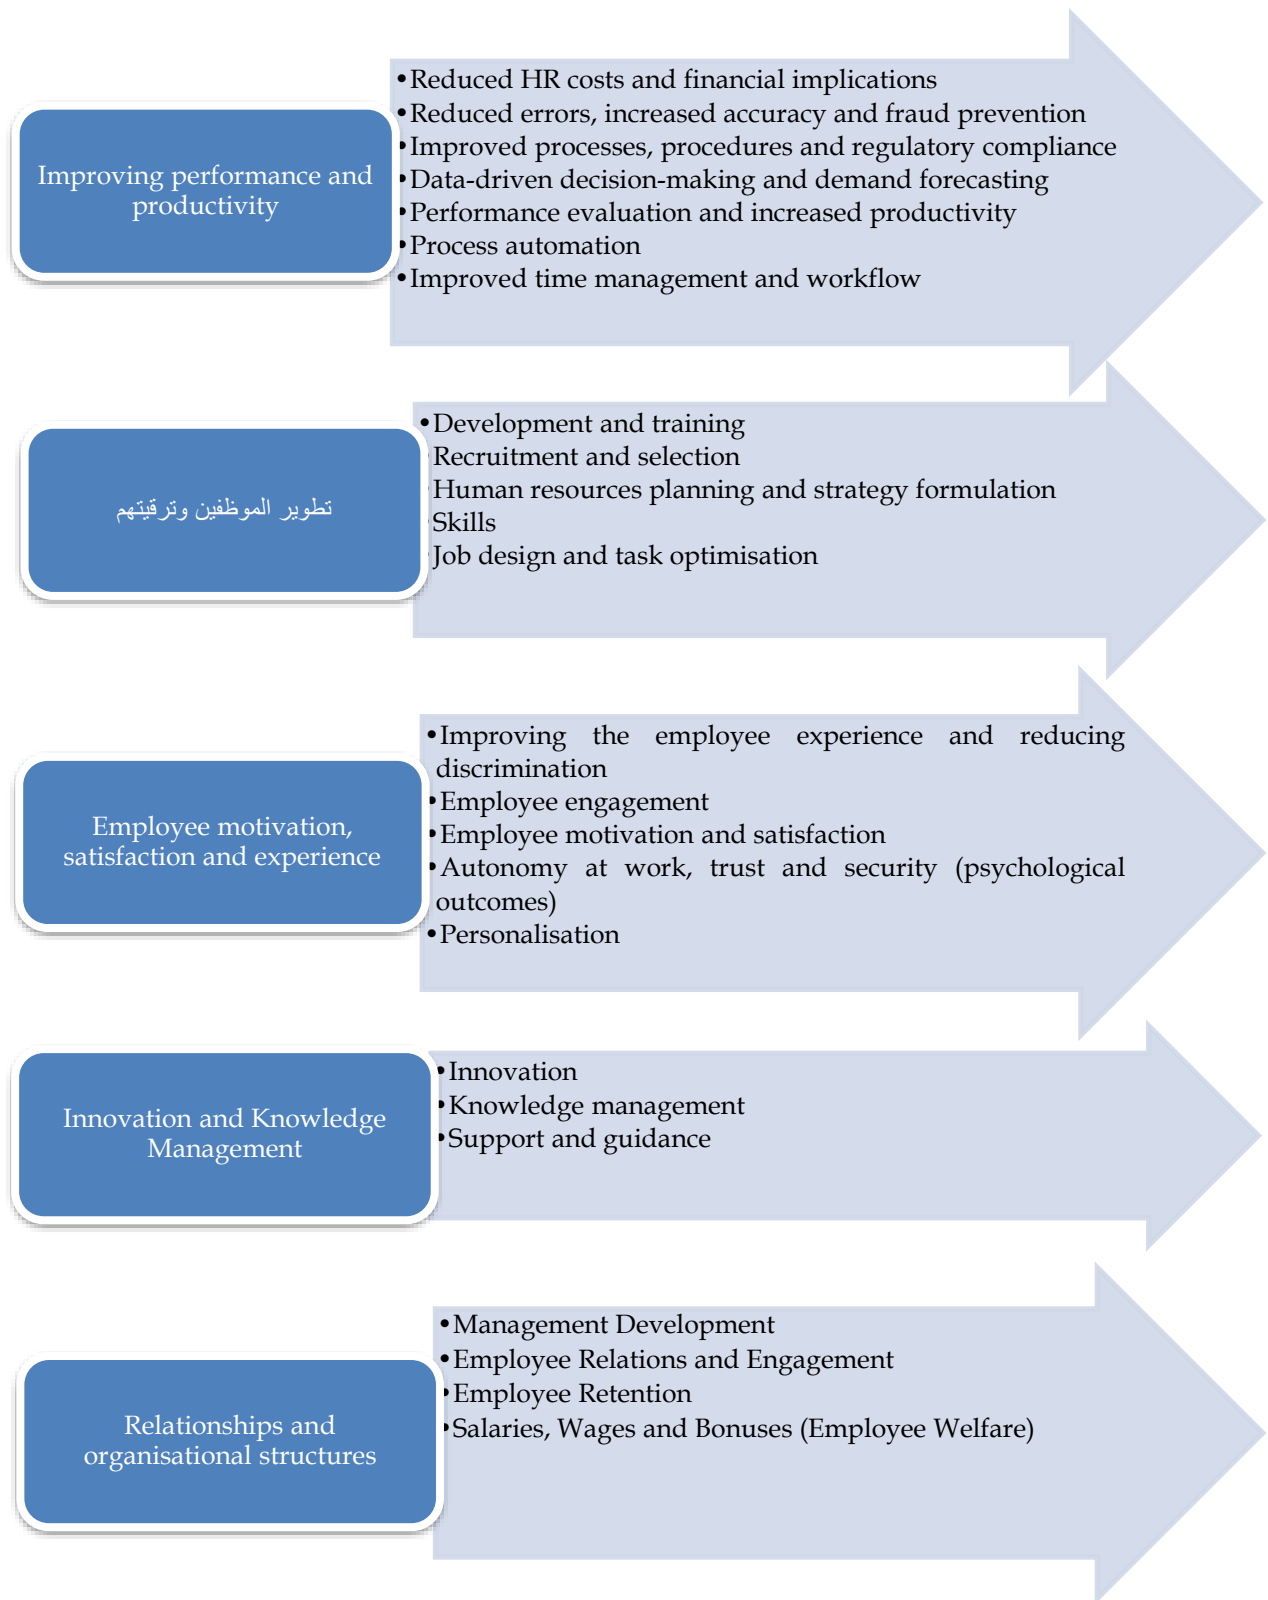 Improving performance and
productivity
•Reduced HR costs and financial implications
•Reduced errors, increased accuracy and fraud prevention
•Improved processes, procedures and regulatory compliance
•Data-driven decision-making and demand forecasting
•Performance evaluation and increased productivity
•Process automation
•Improved time management and workflow
تطوير الموظفين وترقيتهم
•Development and training
•Recruitment and selection
•Human resources planning and strategy formulation
•Skills
•Job design and task optimisation
Employee motivation,
satisfaction and experience
•Improving the employee experience and reducing
discrimination
•Employee engagement
•Employee motivation and satisfaction
•Autonomy at work, trust and security (psychological
outcomes)
•Personalisation
Innovation and Knowledge
Management
•Innovation
•Knowledge management
•Support and guidance
Relationships and
organisational structures
•Management Development
•Employee Relations and Engagement
•Employee Retention
•Salaries, Wages and Bonuses (Employee Welfare)